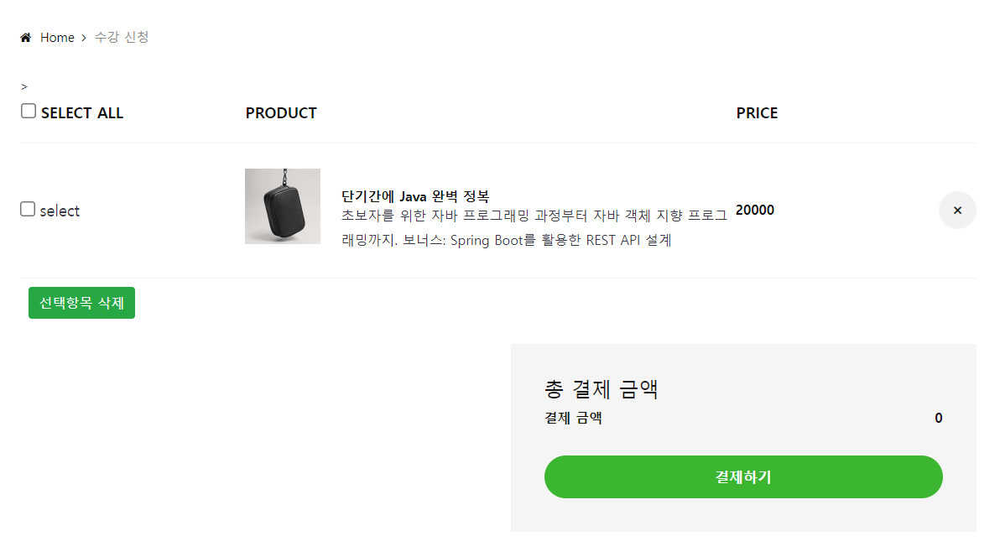 Home > 수강 신청
>
SELECT ALL PRODUCT PRICE
단기간에 Java 완벽 정복
select 초보자를 위한 자바 프로그래밍 과정부터 자바 객체 지향 프로그 20000 ×
래밍까지. 보너스: Spring Boot를 활용한 REST API 설계
선택항목 삭제
총 결제 금액
결제 금액 0
결제하기